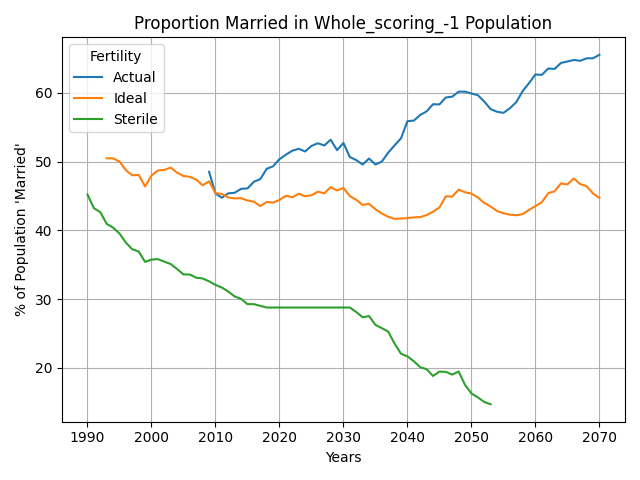 Proportion Married in Whole_scoring_-1 Population
Fertility
Actual
Ideal
Sterile
% of Population 'Married'
60
50
40
30
20
1990 2000 2010 2020 2030 2040 2050 2060 2070
Years